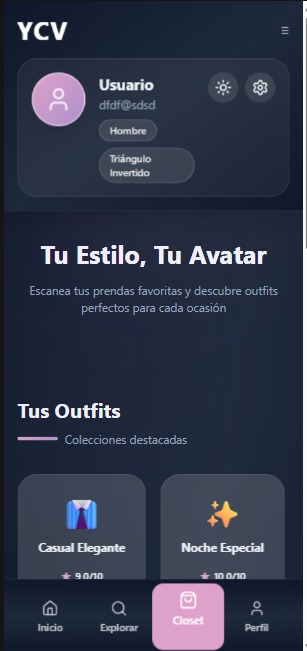 YCV
Usuario
dfdf@sdsd
Hombre
Triángulo
Invertido
Tu Estilo, Tu Avatar
Escanea tus prendas favoritas y descubre outfits
perfectos para cada ocasión
Tus Outfits
Colecciones destacadas
Casual Elegante
Noche Especial
9.0/10
10.0/10
Inicio
Explorar
Closet
Perfil